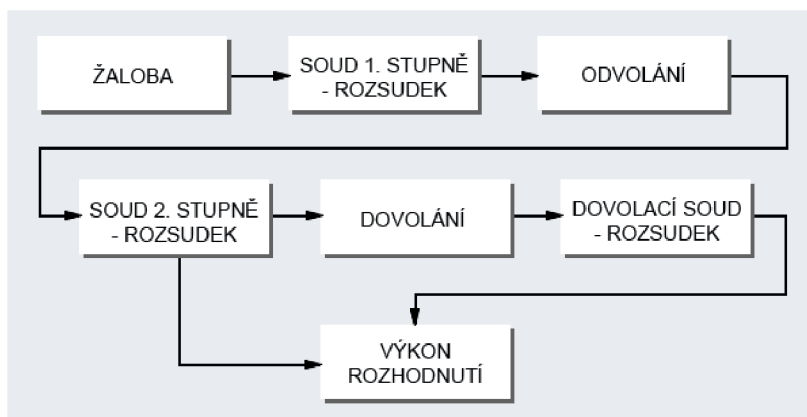 ŽALOBA
SOUD 1. STUPNĚ
- ROZSUDEK
ODVOLÁNÍ
SOUD 2. STUPNĚ
- ROZSUDEK
DOVOLÁNÍ
DOVOLACÍ SOUD
- ROZSUDEK
VÝKON
ROZHODNUTÍ